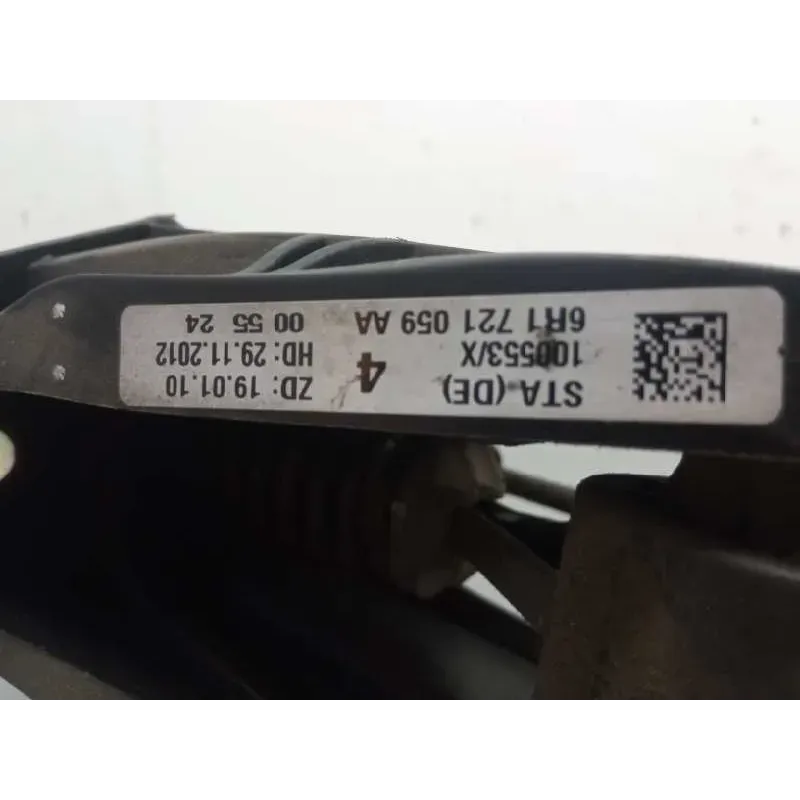 STA (DE) 4 ZD: 19.01.10
100553/X HD: 29.11.2012
6R1 721 059 AA 00 55 24